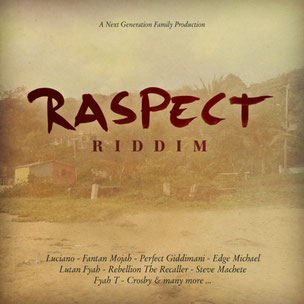 A Next Generation Family Production
RASPECT
RIDDIM
Luciano - Fantan Mojah - Perfect Giddimani - Edge Michael
Lutan Fyah - Rebellion The Recaller - Steve Machete
Fyah T - Crosby & many more ...